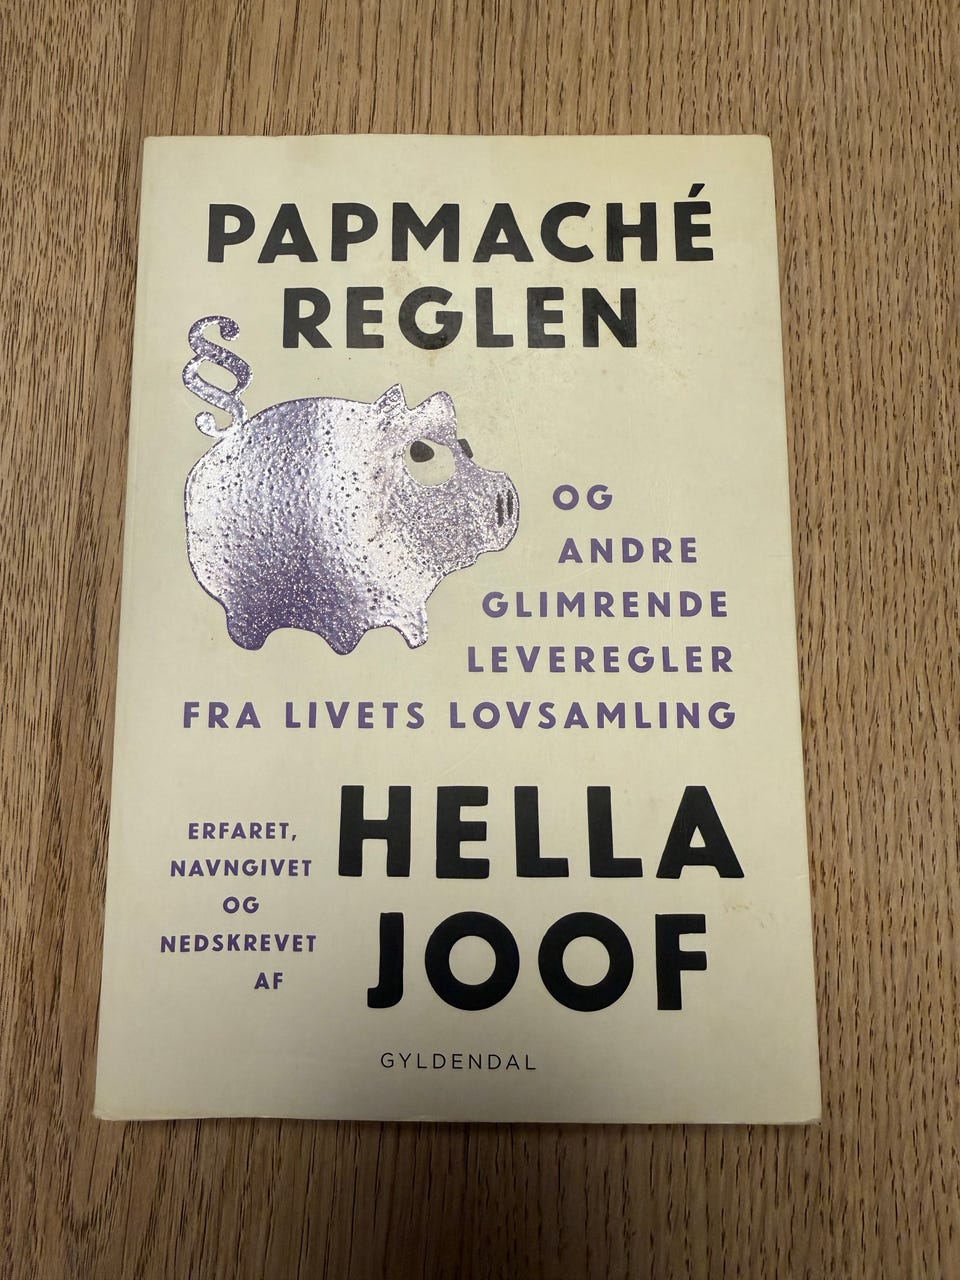 PAPMACHÉ
REGLEN
§
OG
ANDRE
GLIMRENDE
LEVEREGLER
FRA LIVETS LOVSAMLING
ERFARET,
NAVNGIVET
OG
NEDSKREVET
AF
HELLA
JOOF
GYLDENDAL